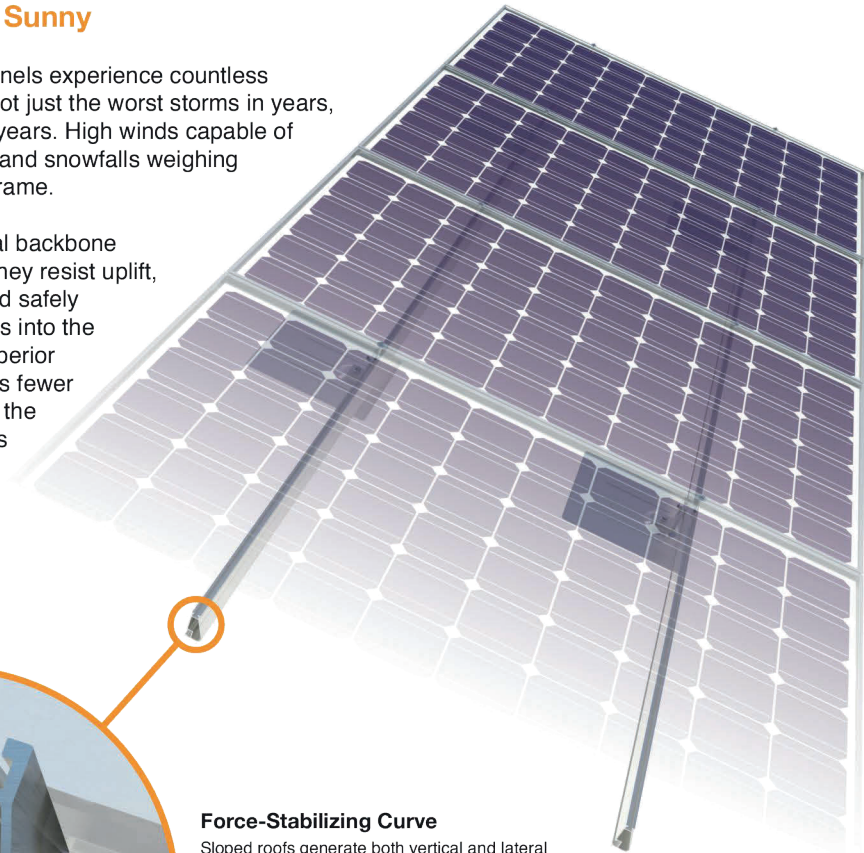 Sunny
nels experience countless
ot just the worst storms in years,
years. High winds capable of
and snowfalls weighing
rame.
al backbone
hey resist uplift,
d safely
s into the
perior
s fewer
the
s
Force-Stabilizing Curve
Sloped roofs generate both vertical and lateral